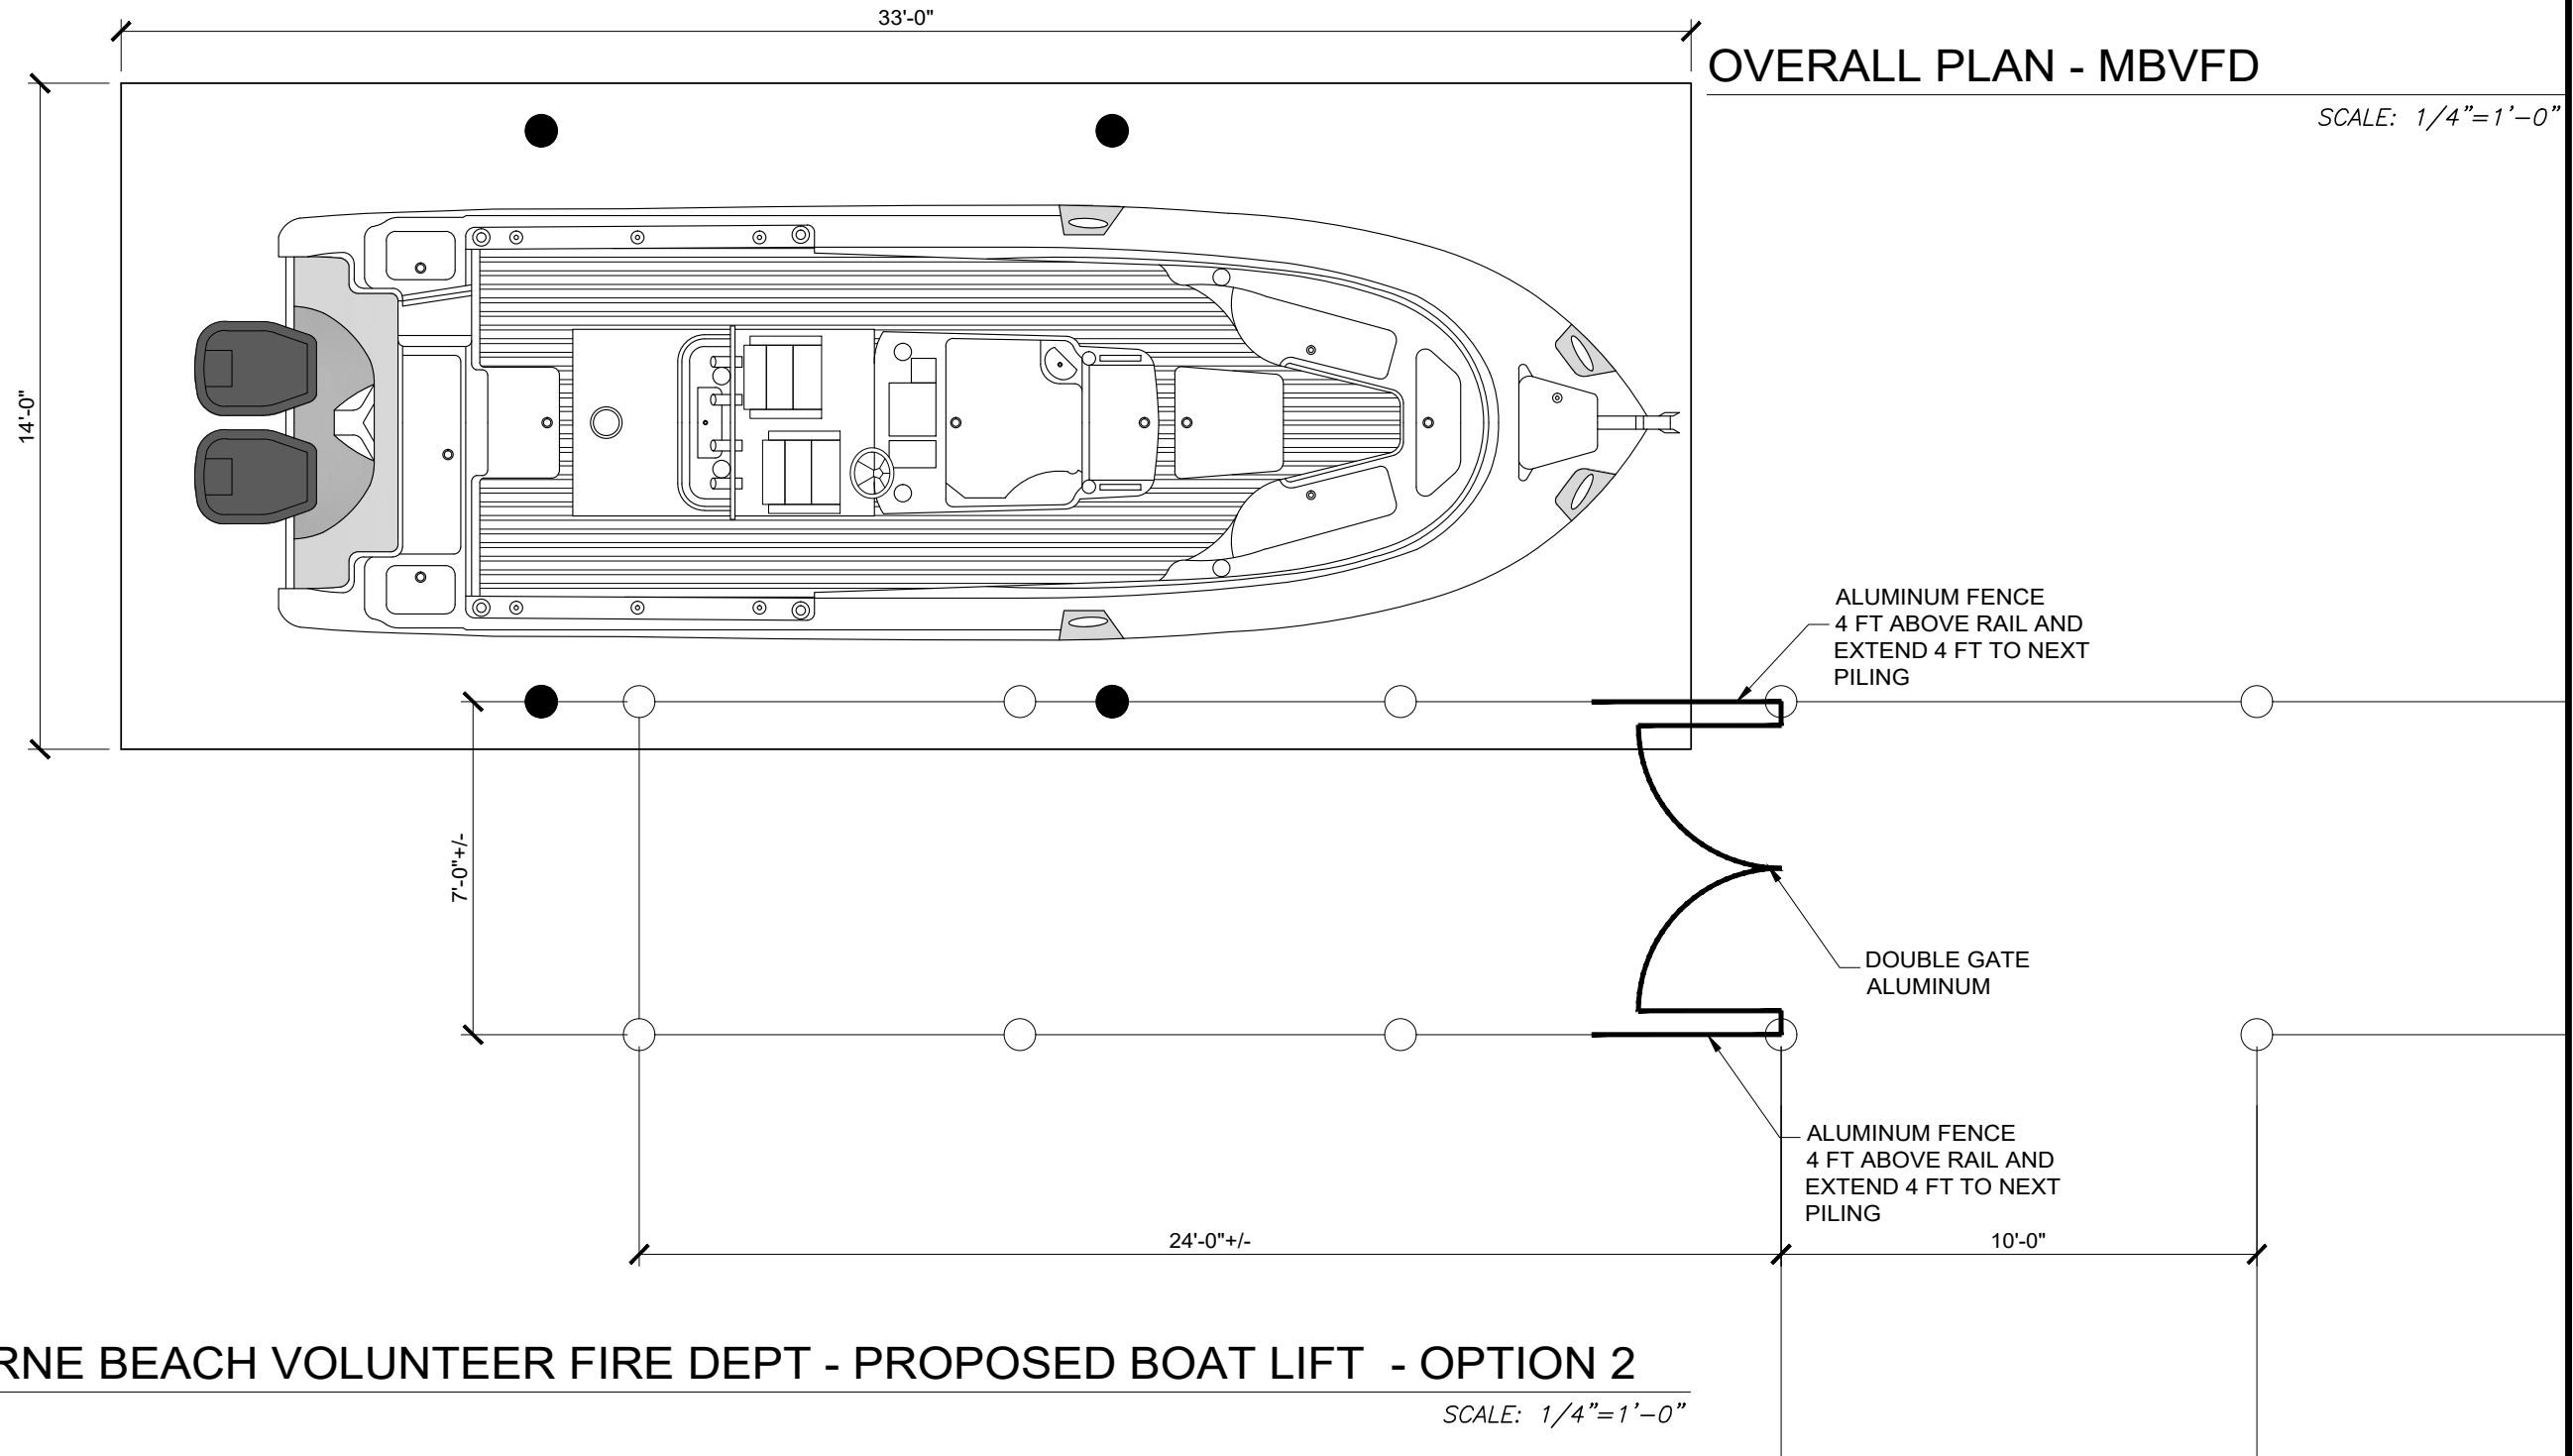 33'-0"
OVERALL PLAN - MBVFD
SCALE: 1/4"=1'-0"
14'-0"
ALUMINUM FENCE
4 FT ABOVE RAIL AND
EXTEND 4 FT TO NEXT
PILING
7'-0"+/-
DOUBLE GATE
ALUMINUM
ALUMINUM FENCE
4 FT ABOVE RAIL AND
EXTEND 4 FT TO NEXT
PILING
24'-0"+/-
10'-0"
RNE BEACH VOLUNTEER FIRE DEPT - PROPOSED BOAT LIFT - OPTION 2
SCALE: 1/4"=1'-0"